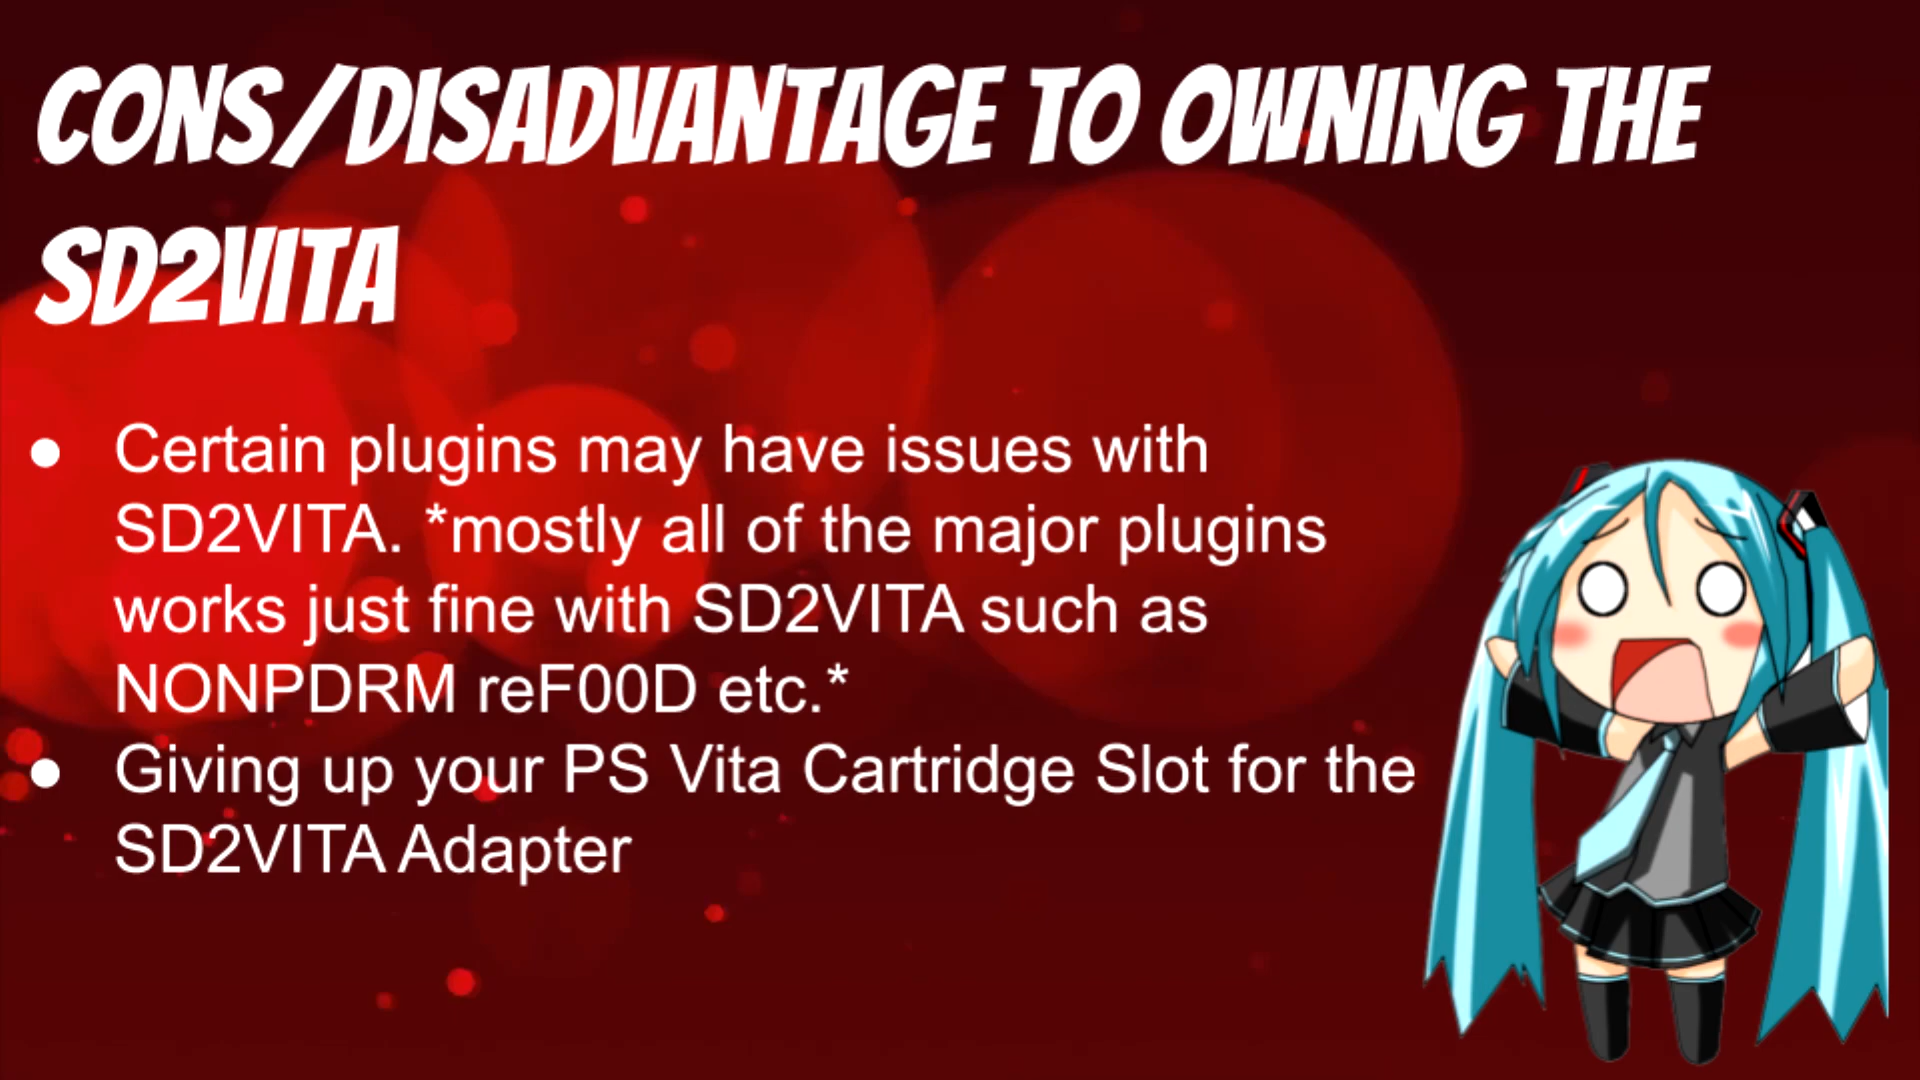 CONS/DISADVANTAGE TO OWNING THE
SD2VITA
● Certain plugins may have issues with
SD2VITA. *mostly all of the major plugins
works just fine with SD2VITA such as
NONPDRM reF00D etc.*
● Giving up your PS Vita Cartridge Slot for the
SD2VITA Adapter